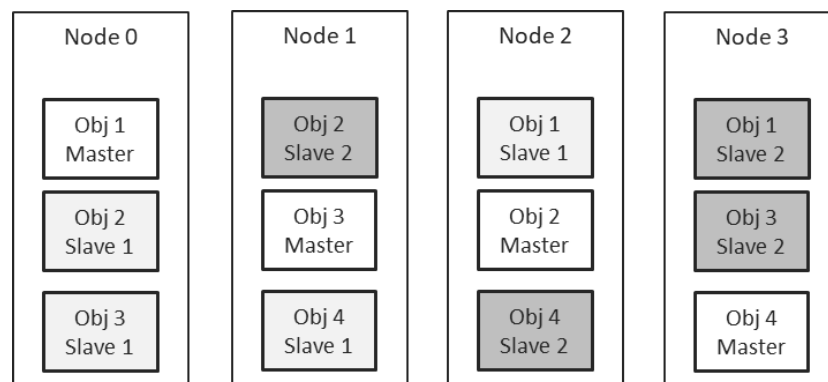 Node 0
Obj 1
Master
Obj 2
Slave 1
Obj 3
Slave 1
Node 1
Obj 2
Slave 2
Obj 3
Master
Obj 4
Slave 1
Node 2
Obj 1
Slave 1
Obj 2
Master
Obj 4
Slave 2
Node 3
Obj 1
Slave 2
Obj 3
Slave 2
Obj 4
Master